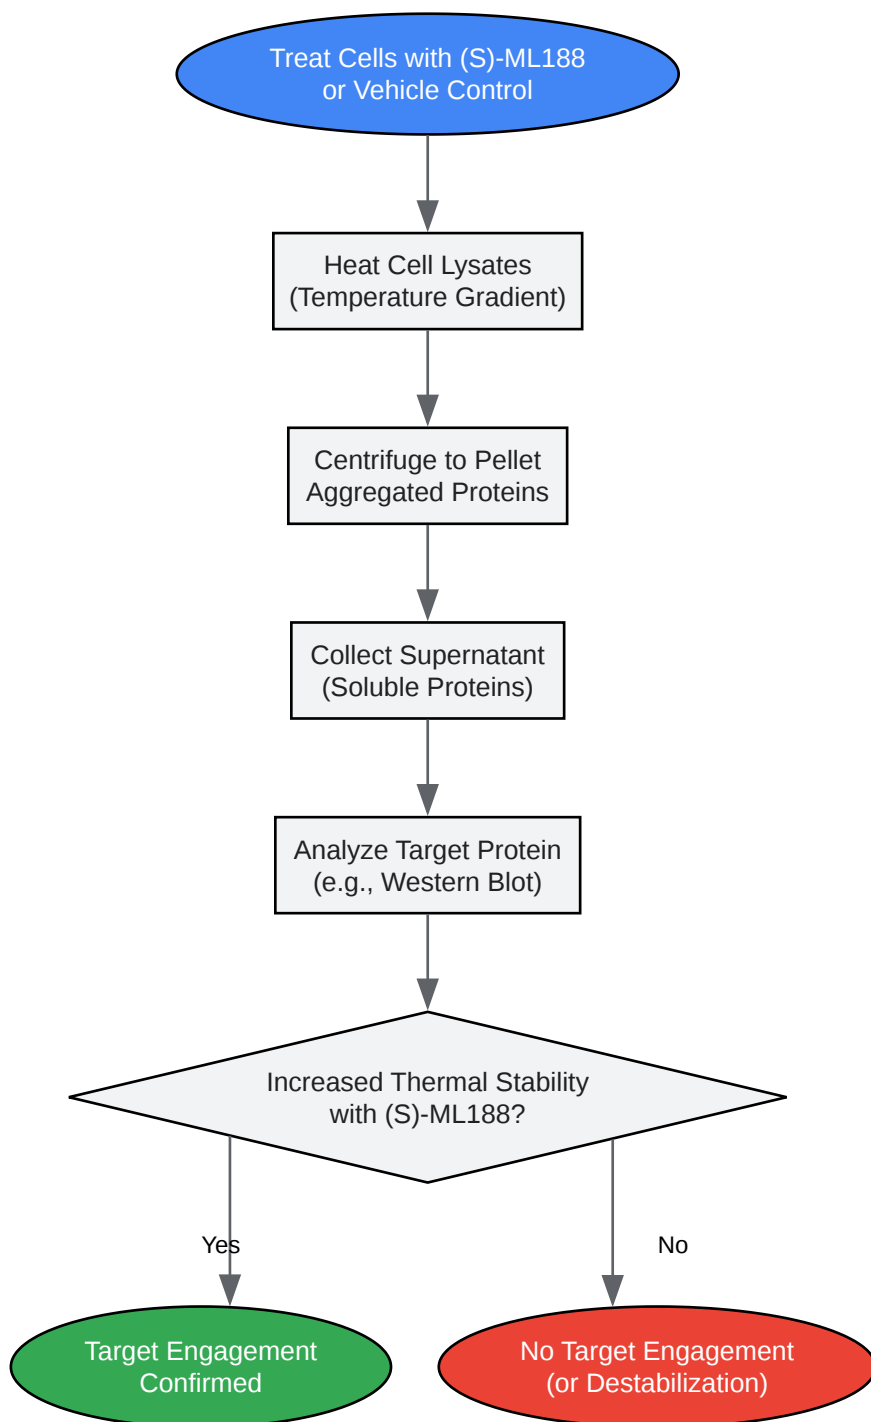 Treat Cells with (S)-ML188
or Vehicle Control
Heat Cell Lysates
(Temperature Gradient)
Centrifuge to Pellet
Aggregated Proteins
Collect Supernatant
(Soluble Proteins)
Analyze Target Protein
(e.g., Western Blot)
Increased Thermal Stability
with (S)-ML188?
Yes
No
Target Engagement
Confirmed
No Target Engagement
(or Destabilization)